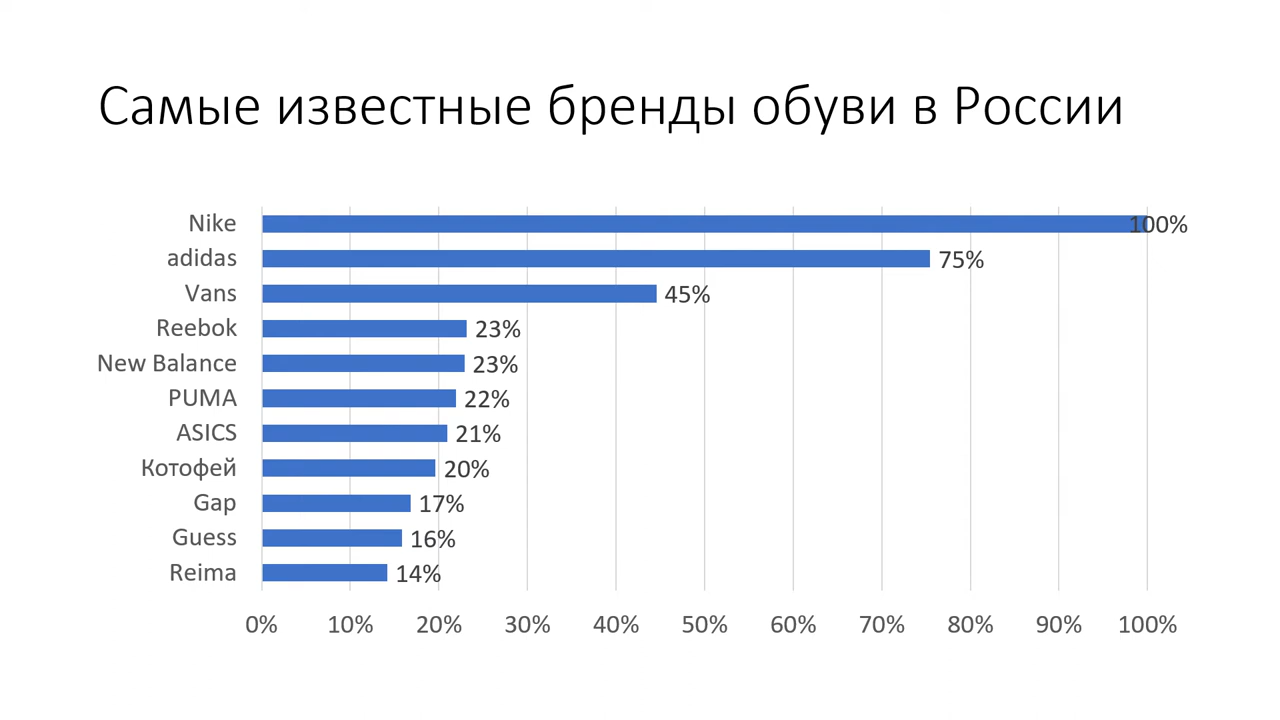 Самые известные бренды обуви в России
Nike 100%
adidas 75%
Vans 45%
Reebok 23%
New Balance 23%
PUMA 22%
ASICS 21%
Котофей 20%
Gap 17%
Guess 16%
Reima 14%
0% 10% 20% 30% 40% 50% 60% 70% 80% 90% 100%